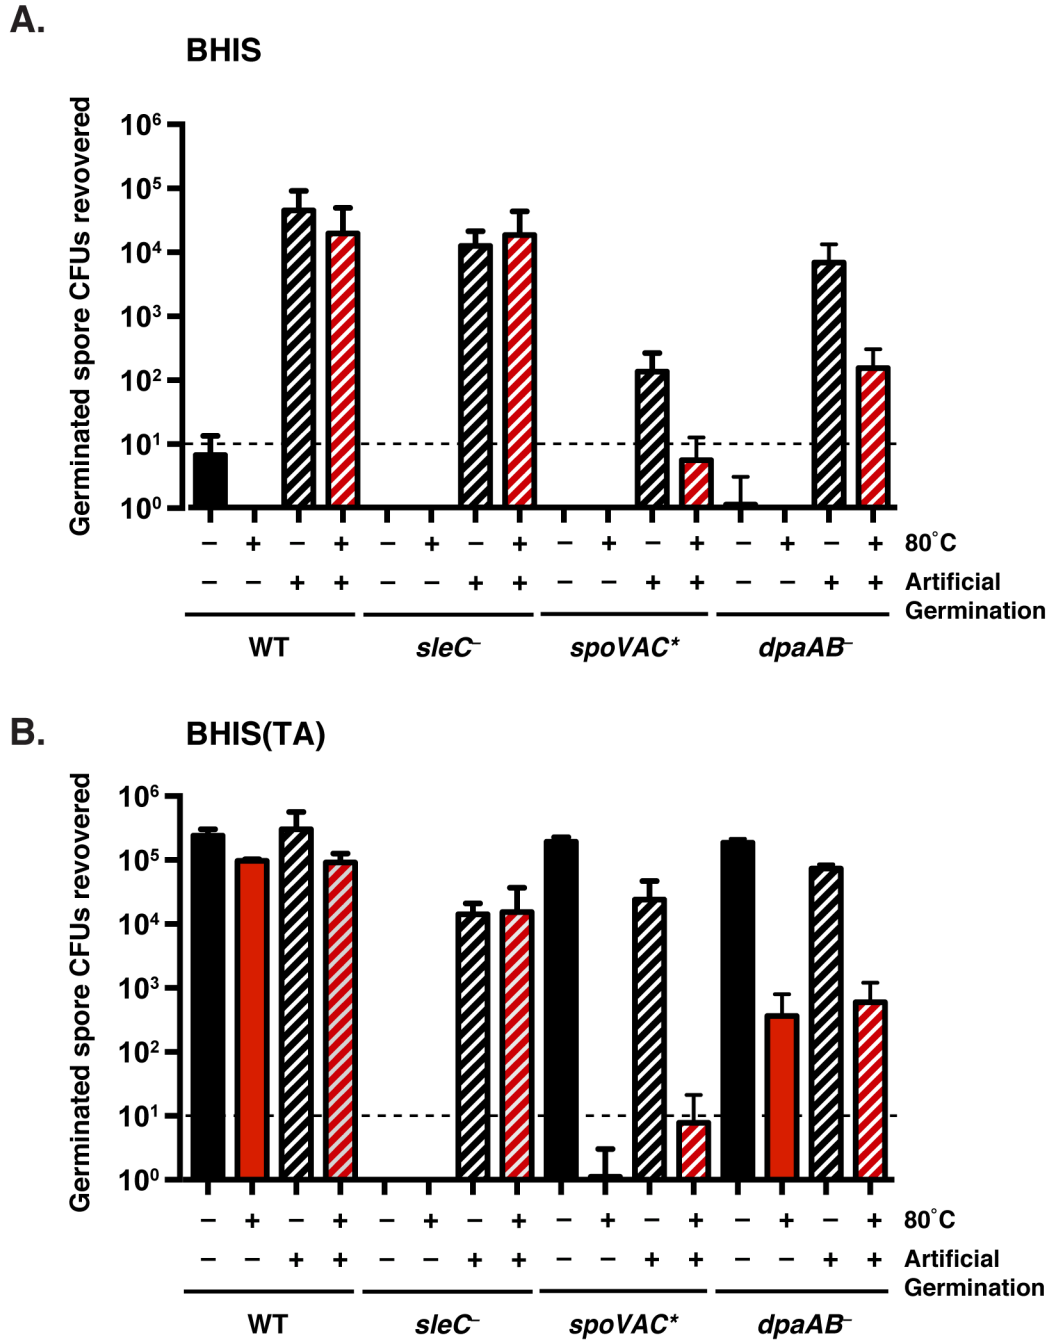 A.
BHIS
Germinated spore CFUs revovered
10⁶
10⁵
10⁴
10³
10²
10¹
10⁰
– + – + – + – + – + – + – + – + 80°C
– – + + – – + + – – + + – – + + Artificial
Germination
WT sleC– spoVAC* dpaAB–
B.
BHIS(TA)
Germinated spore CFUs revovered
10⁶
10⁵
10⁴
10³
10²
10¹
10⁰
– + – + – + – + – + – + – + – + 80°C
– – + + – – + + – – + + – – + + Artificial
Germination
WT sleC– spoVAC* dpaAB–